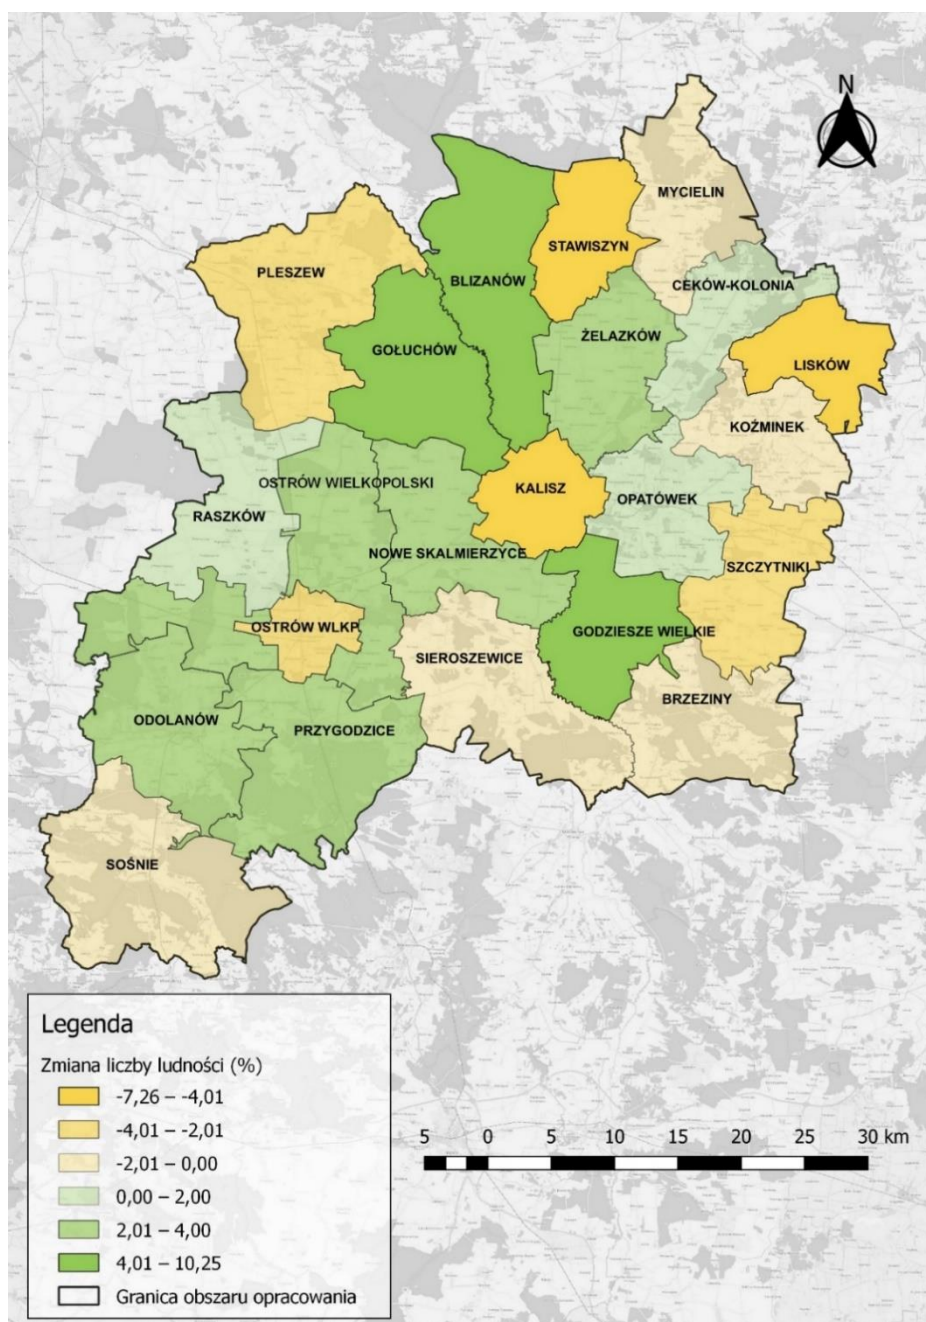 N
MYCIELIN
STAWISZYN
PLESZEW
BLIZANÓW
CEKÓW-KOLONIA
ŻELAZKÓW
GOŁUCHÓW
LISKÓW
KOŹMINEK
OSTRÓW WIELKOPOLSKI
KALISZ
OPATÓWEK
RASZKÓW
NOWE SKALMIERZYCE
SZCZYTNIKI
OSTRÓW WLKP.
GODZIESZE WIELKIE
SIEROSZEWICE
BRZEZINY
ODOLANÓW
PRZYGODZICE
SOŚNIE
Legenda
Zmiana liczby ludności (%)
-7,26 – -4,01
-4,01 – -2,01
-2,01 – 0,00
0,00 – 2,00
2,01 – 4,00
4,01 – 10,25
Granica obszaru opracowania
5 0 5 10 15 20 25 30 km